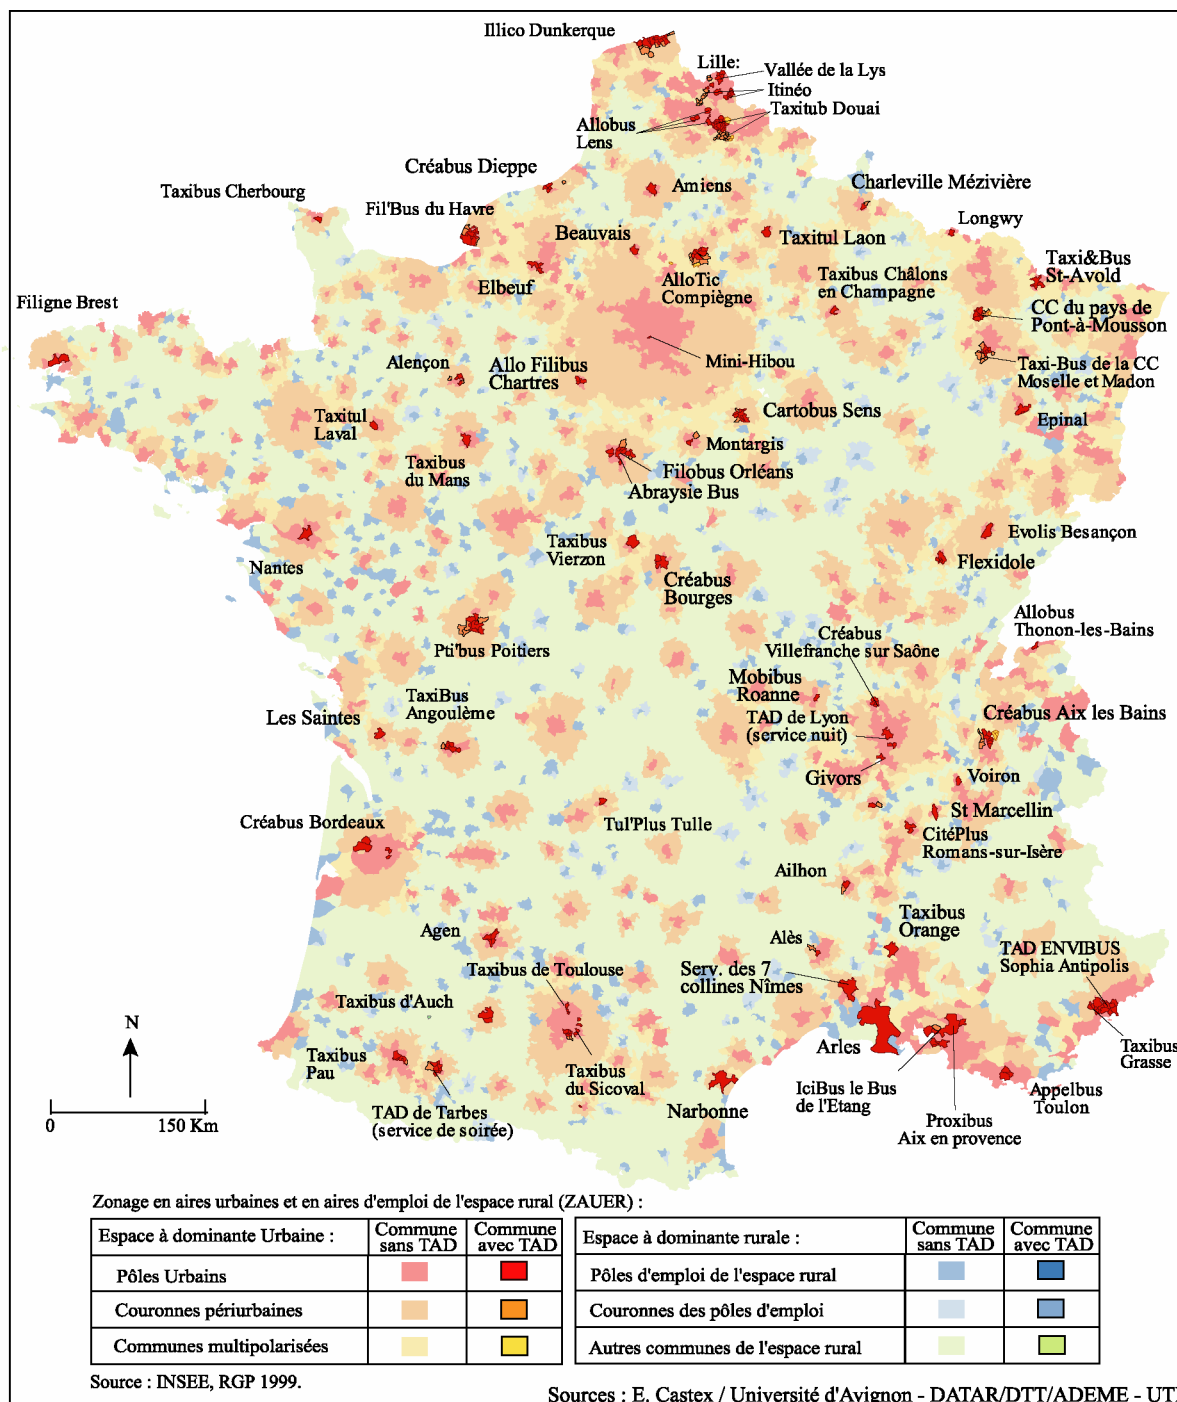 Illico Dunkerque
Lille:
Vallée de la Lys
Itinéo
Taxitub Douai
Allobus
Lens
Créabus Dieppe
Amiens
Charleville Mézivière
Taxibus Cherbourg
Fil'Bus du Havre
Beauvais
Taxitul Laon
Longwy
Taxi&Bus
St-Avold
Elbeuf
AlloTic
Compiègne
Taxibus Châlons
en Champagne
Filigne Brest
CC du pays de
Pont-à-Mousson
Alençon
Allo Filibus
Chartres
Mini-Hibou
Taxi-Bus de la CC
Moselle et Madon
Taxitul
Laval
Cartobus Sens
Epinal
Taxibus
du Mans
Montargis
Filobus Orléans
Abraysie Bus
Taxibus
Vierzon
Evolis Besançon
Flexidole
Nantes
Créabus
Bourges
Allobus
Thonon-les-Bains
Pti'bus Poitiers
Créabus
Villefranche sur Saône
Mobibus
Roanne
TaxiBus
Angoulème
Les Saintes
TAD de Lyon
(service nuit)
Créabus Aix les Bains
Givors
Voiron
St Marcellin
Créabus Bordeaux
Tul'Plus Tulle
CitéPlus
Romans-sur-Isère
Ailhon
Taxibus
Orange
Agen
Alès
TAD ENVIBUS
Sophia Antipolis
Taxibus de Toulouse
Serv. des 7
collines Nîmes
Taxibus d'Auch
N
Taxibus
Pau
Taxibus
du Sicoval
Arles
Taxibus
Grasse
IciBus le Bus
de l'Etang
Appelbus
Toulon
TAD de Tarbes
(service de soirée)
Narbonne
Proxibus
Aix en provence
0 150 Km
Zonage en aires urbaines et en aires d'emploi de l'espace rural (ZAUER) :
Espace à dominante Urbaine :
Commune
sans TAD
Commune
avec TAD
Pôles Urbains
Couronnes périurbaines
Communes multipolarisées
Espace à dominante rurale :
Commune
sans TAD
Commune
avec TAD
Pôles d'emploi de l'espace rural
Couronnes des pôles d'emploi
Autres communes de l'espace rural
Source : INSEE, RGP 1999.
Sources : E. Castex / Université d'Avignon - DATAR/DTT/ADEME - UT